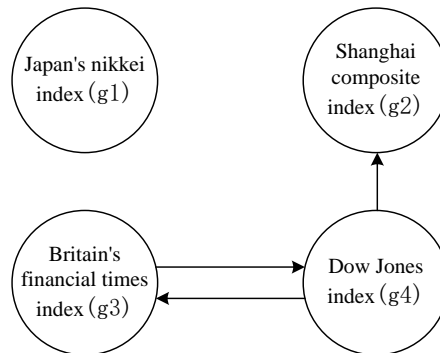 Japan's nikkei
index(g1)
Shanghai
composite
index(g2)
Britain's
financial times
index(g3)
Dow Jones
index(g4)